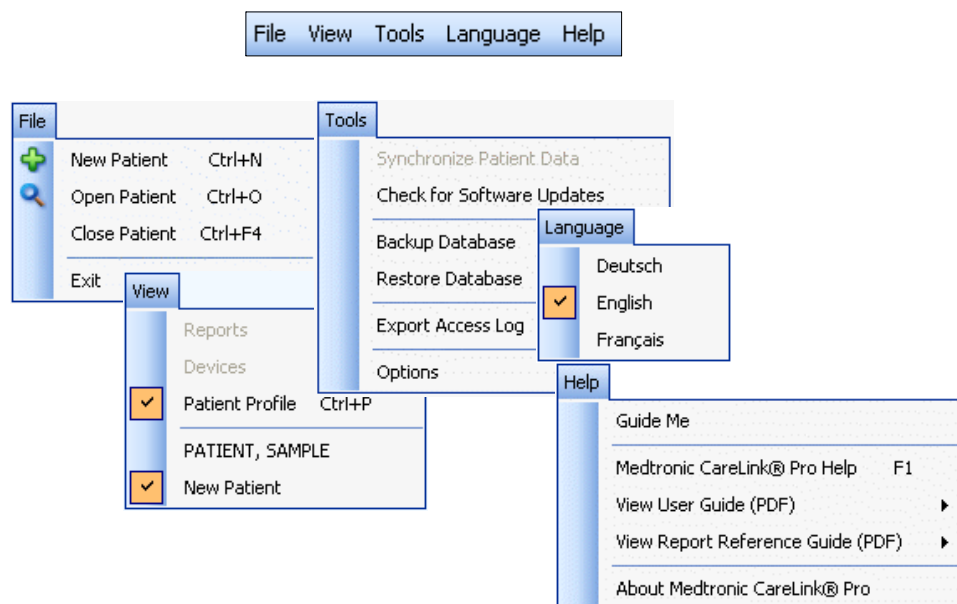 File View Tools Language Help
File
New Patient Ctrl+N
Open Patient Ctrl+O
Close Patient Ctrl+F4
Exit
View
Reports
Devices
Patient Profile Ctrl+P
PATIENT, SAMPLE
New Patient
Tools
Synchronize Patient Data
Check for Software Updates
Backup Database
Restore Database
Export Access Log
Options
Language
Deutsch
English
Français
Help
Guide Me
Medtronic CareLink® Pro Help F1
View User Guide (PDF)
View Report Reference Guide (PDF)
About Medtronic CareLink® Pro